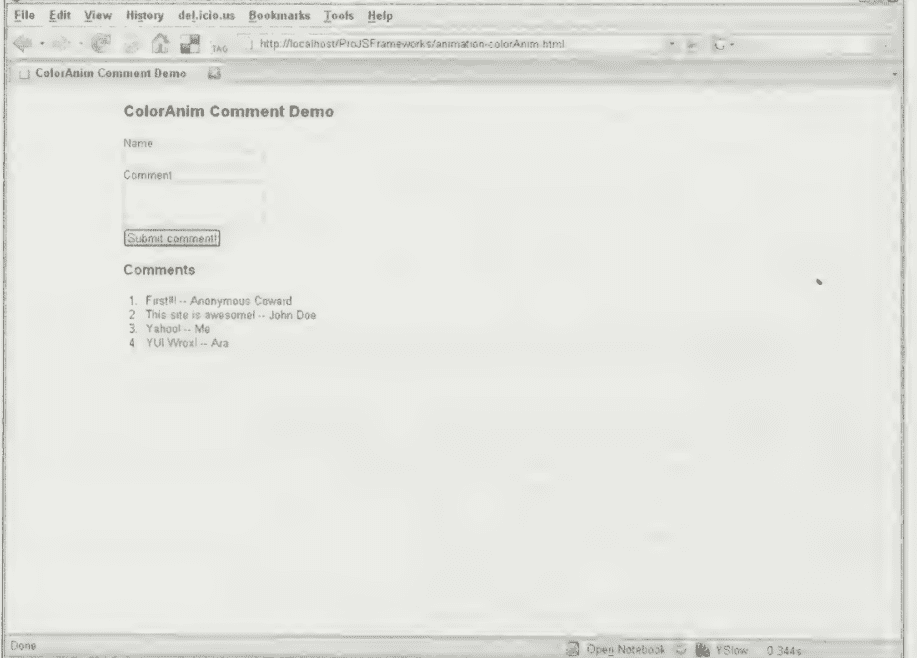 File Edit View History del.icio.us Bookmarks Tools Help
TAG http://localhost/ProJSFrameworks/animation-colorAnim.html
ColorAnim Comment Demo
ColorAnim Comment Demo
Name
Comment
Submit comment!
Comments
1. First!!! -- Anonymous Coward
2 This site is awesome! -- John Doe
3. Yahoo! -- Me
4 YUI Wrox! -- Ara
Done Open Notebook YSlow 0.344s